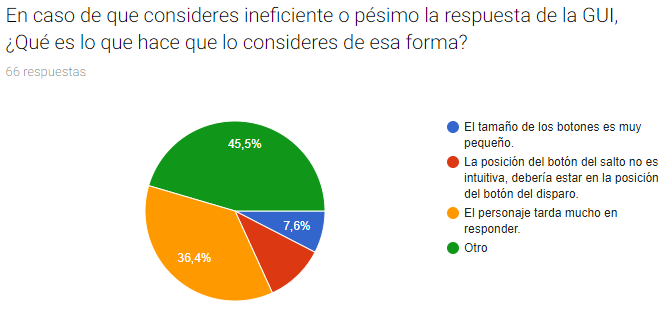 En caso de que consideres ineficiente o pésimo la respuesta de la GUI,
¿Qué es lo que hace que lo consideres de esa forma?
66 respuestas
45,5%
7,6%
36,4%
El tamaño de los botones es muy
pequeño.
La posición del botón del salto no es
intuitiva, debería estar en la posición
del botón del disparo.
El personaje tarda mucho en
responder.
Otro